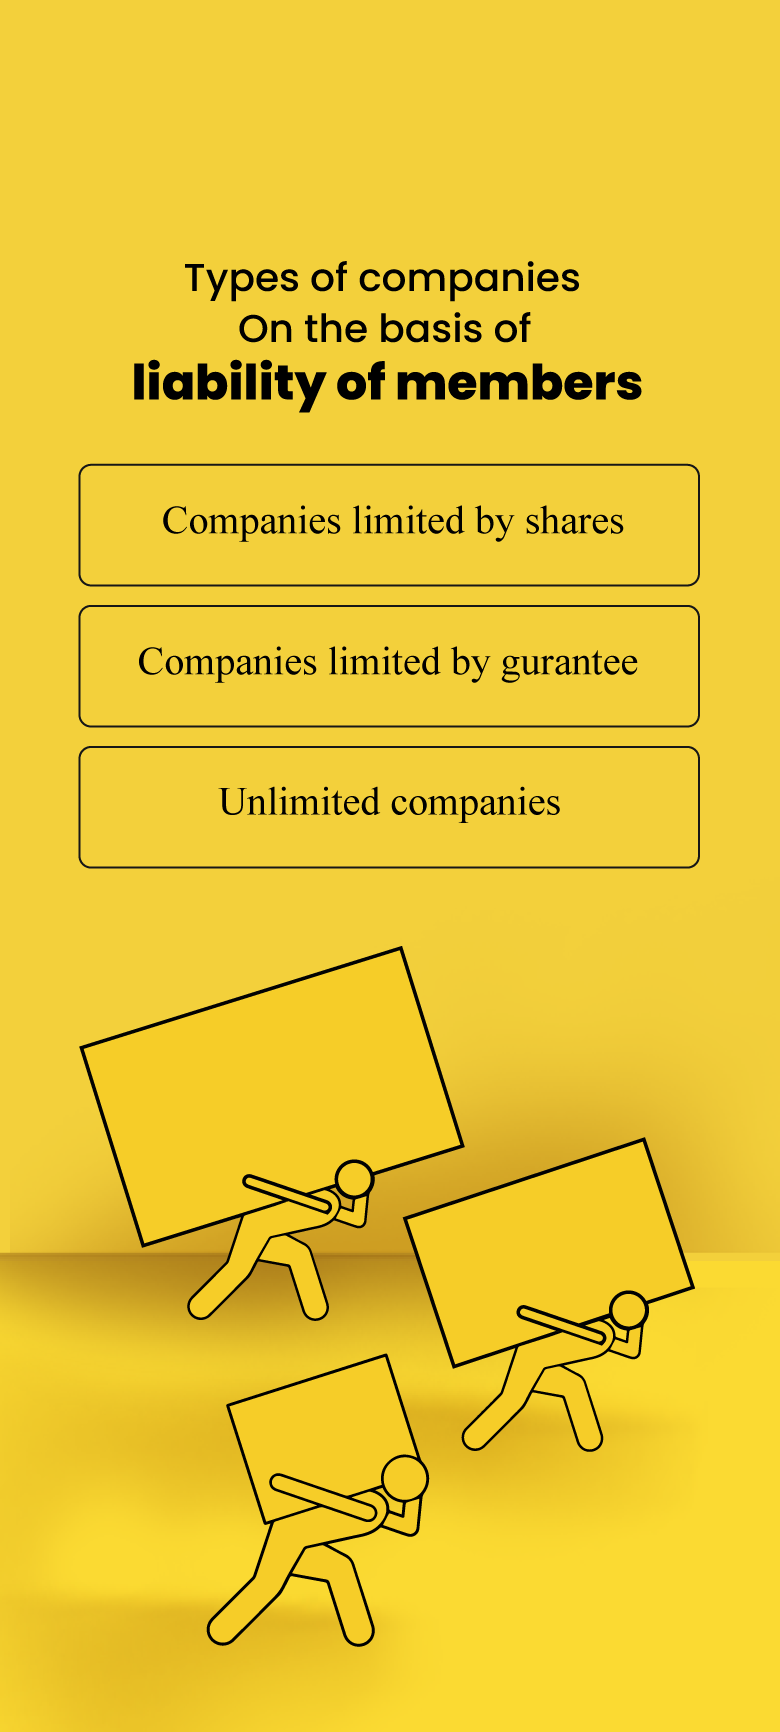 Types of companies
On the basis of
liability of members
Companies limited by shares
Companies limited by gurantee
Unlimited companies